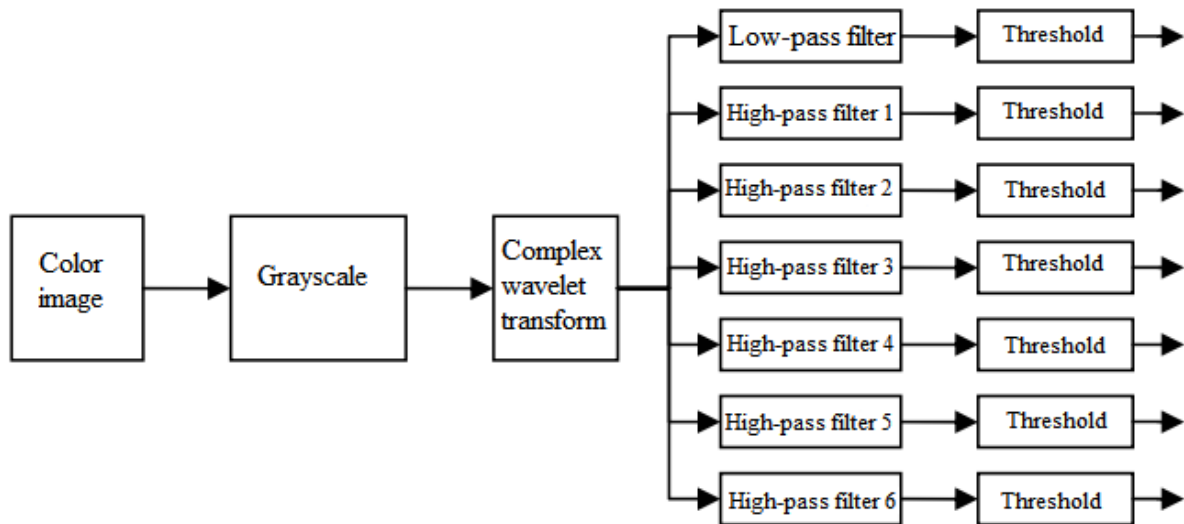 Color
image
Grayscale
Complex
wavelet
transform
Low-pass filter
Threshold
High-pass filter 1
Threshold
High-pass filter 2
Threshold
High-pass filter 3
Threshold
High-pass filter 4
Threshold
High-pass filter 5
Threshold
High-pass filter 6
Threshold